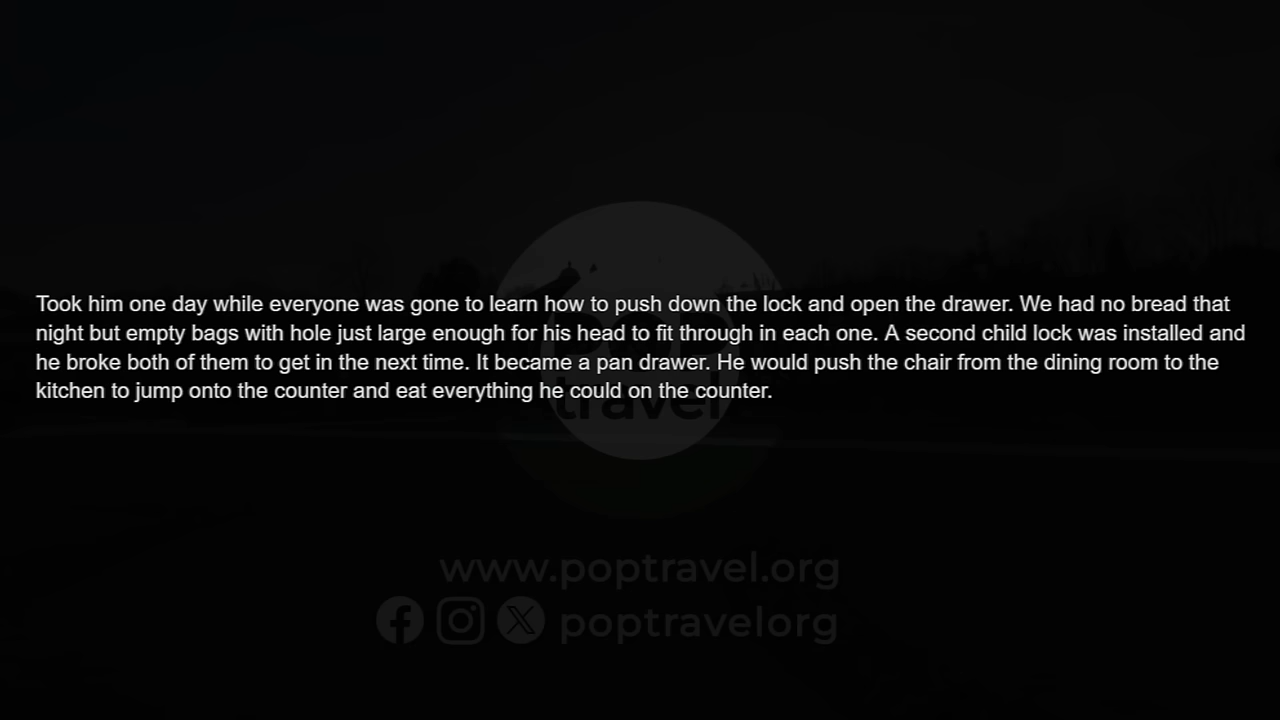 Took him one day while everyone was gone to learn how to push down the lock and open the drawer. We had no bread that
night but empty bags with hole just large enough for his head to fit through in each one. A second child lock was installed and
he broke both of them to get in the next time. It became a pan drawer. He would push the chair from the dining room to the
kitchen to jump onto the counter and eat everything he could on the counter.
pop
travel
www.poptravel.org
poptravelorg